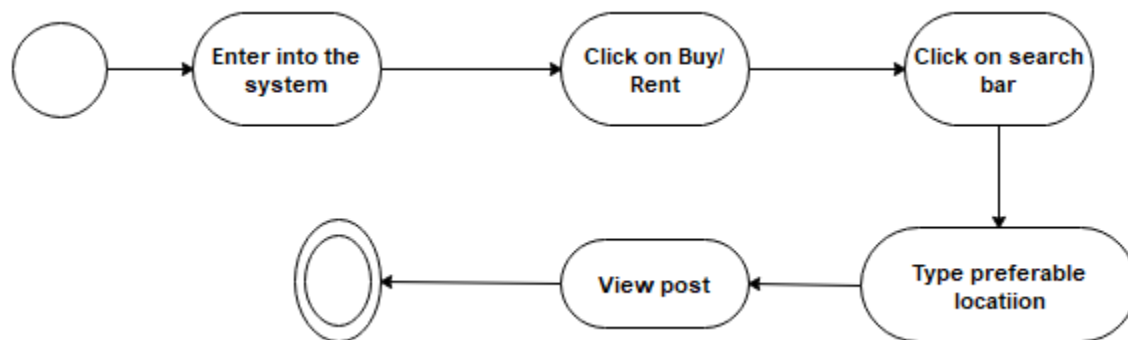 Enter into the
system
Click on Buy/
Rent
Click on search
bar
Type preferable
locatiion
View post